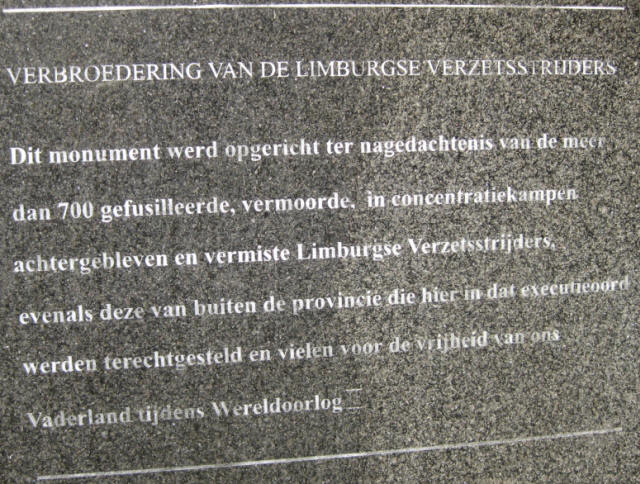 VERBROEDERING VAN DE LIMBURGSE VERZETSSTRIJDERS
Dit monument werd opgericht ter nagedachtenis van de meer
dan 700 gefusilleerde, vermoorde, in concentratiekampen
achtergebleven en vermiste Limburgse Verzetsstrijders,
evenals deze van buiten de provincie die hier in dat executieoord
werden terechtgesteld en vielen voor de vrijheid van ons
Vaderland tijdens Wereldoorlog